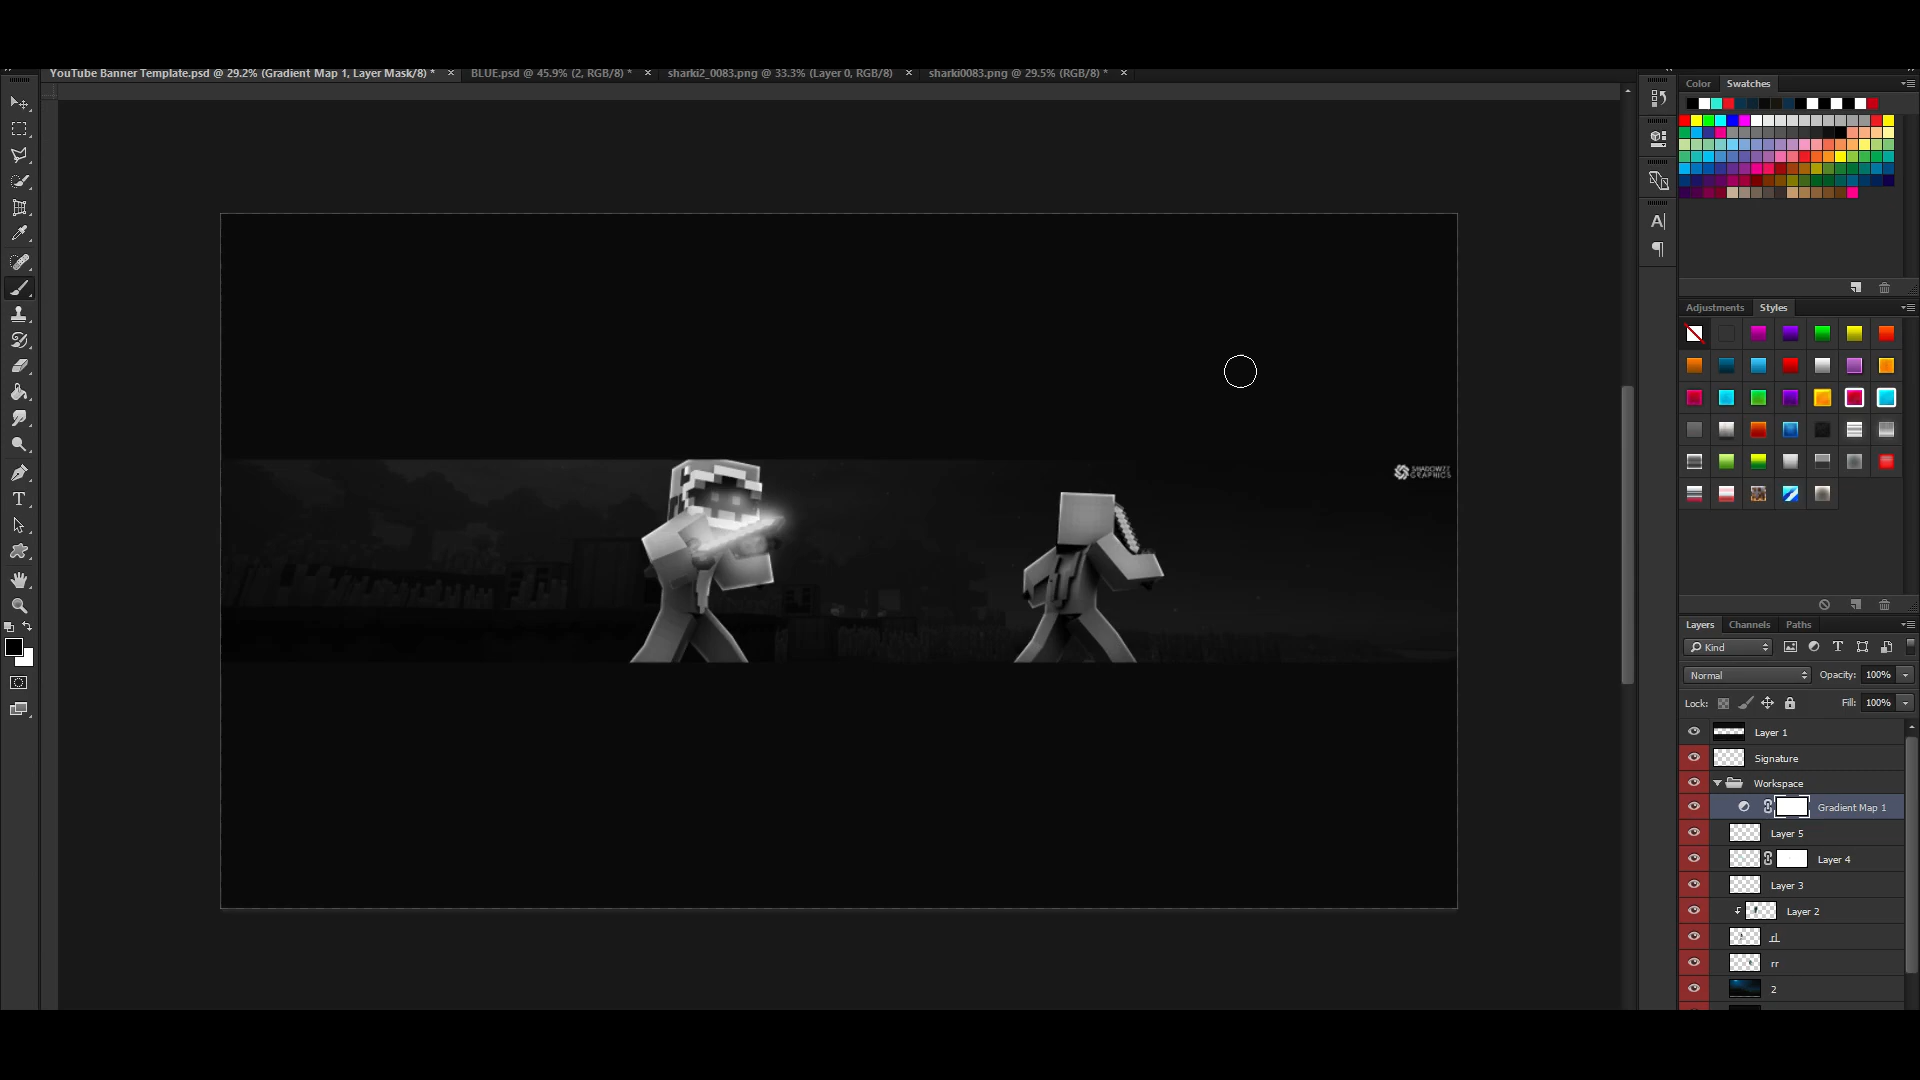 YouTube Banner Template.psd @ 29.2% (Gradient Map 1, Layer Mask/8) *
BLUE.psd @ 45.9% (2, RGB/8) *
sharki2_0083.png @ 33.3% (Layer 0, RGB/8)
sharki0083.png @ 29.5% (RGB/8) *
Color
Swatches
Adjustments
Styles
SHADOWZZ
GRAPHICS
Layers
Channels
Paths
Kind
Normal
Opacity: 100%
Lock:
Fill: 100%
Layer 1
Signature
Workspace
Gradient Map 1
Layer 5
Layer 4
Layer 3
Layer 2
rl
rr
2